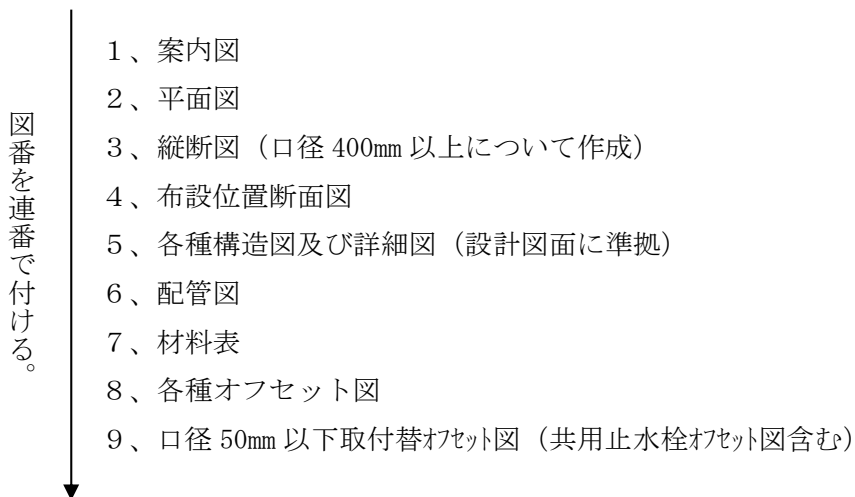 図番を連番で付ける。
1、案内図
2、平面図
3、縦断図（口径 400mm 以上について作成）
4、布設位置断面図
5、各種構造図及び詳細図（設計図面に準拠）
6、配管図
7、材料表
8、各種オフセット図
9、口径 50mm 以下取付替ｵﾌｾｯﾄ図（共用止水栓ｵﾌｾｯﾄ図含む）